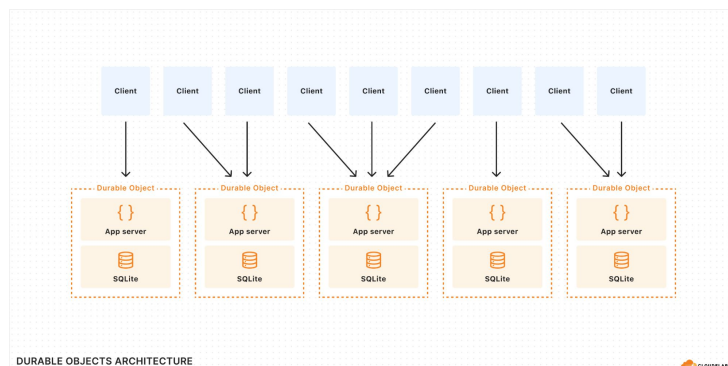 Client Client Client Client Client Client Client Client Client
Durable Object Durable Object Durable Object Durable Object Durable Object
{ } { } { } { } { }
App server App server App server App server App server
SQLite SQLite SQLite SQLite SQLite
DURABLE OBJECTS ARCHITECTURE